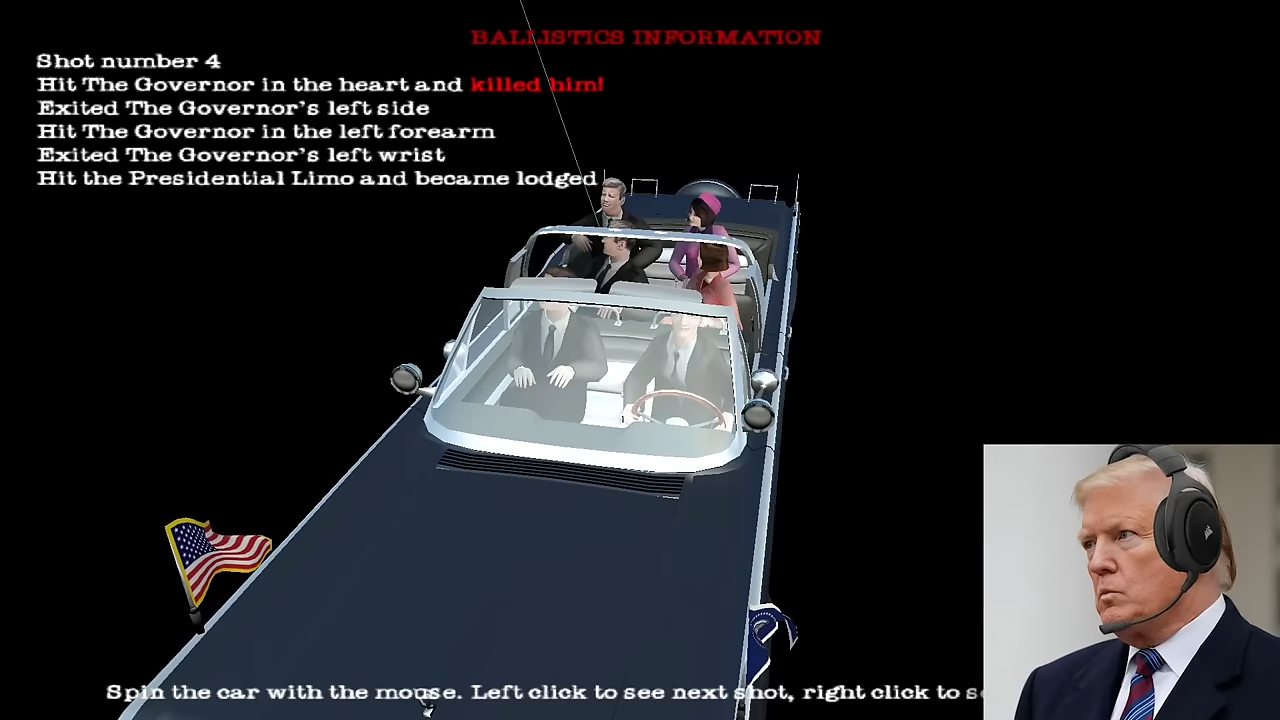 BALLISTICS INFORMATION
Shot number 4
Hit The Governor in the heart and killed him!
Exited The Governor's left side
Hit The Governor in the left forearm
Exited The Governor's left wrist
Hit the Presidential Limo and became lodged
Spin the car with the mouse. Left click to see next shot, right click to